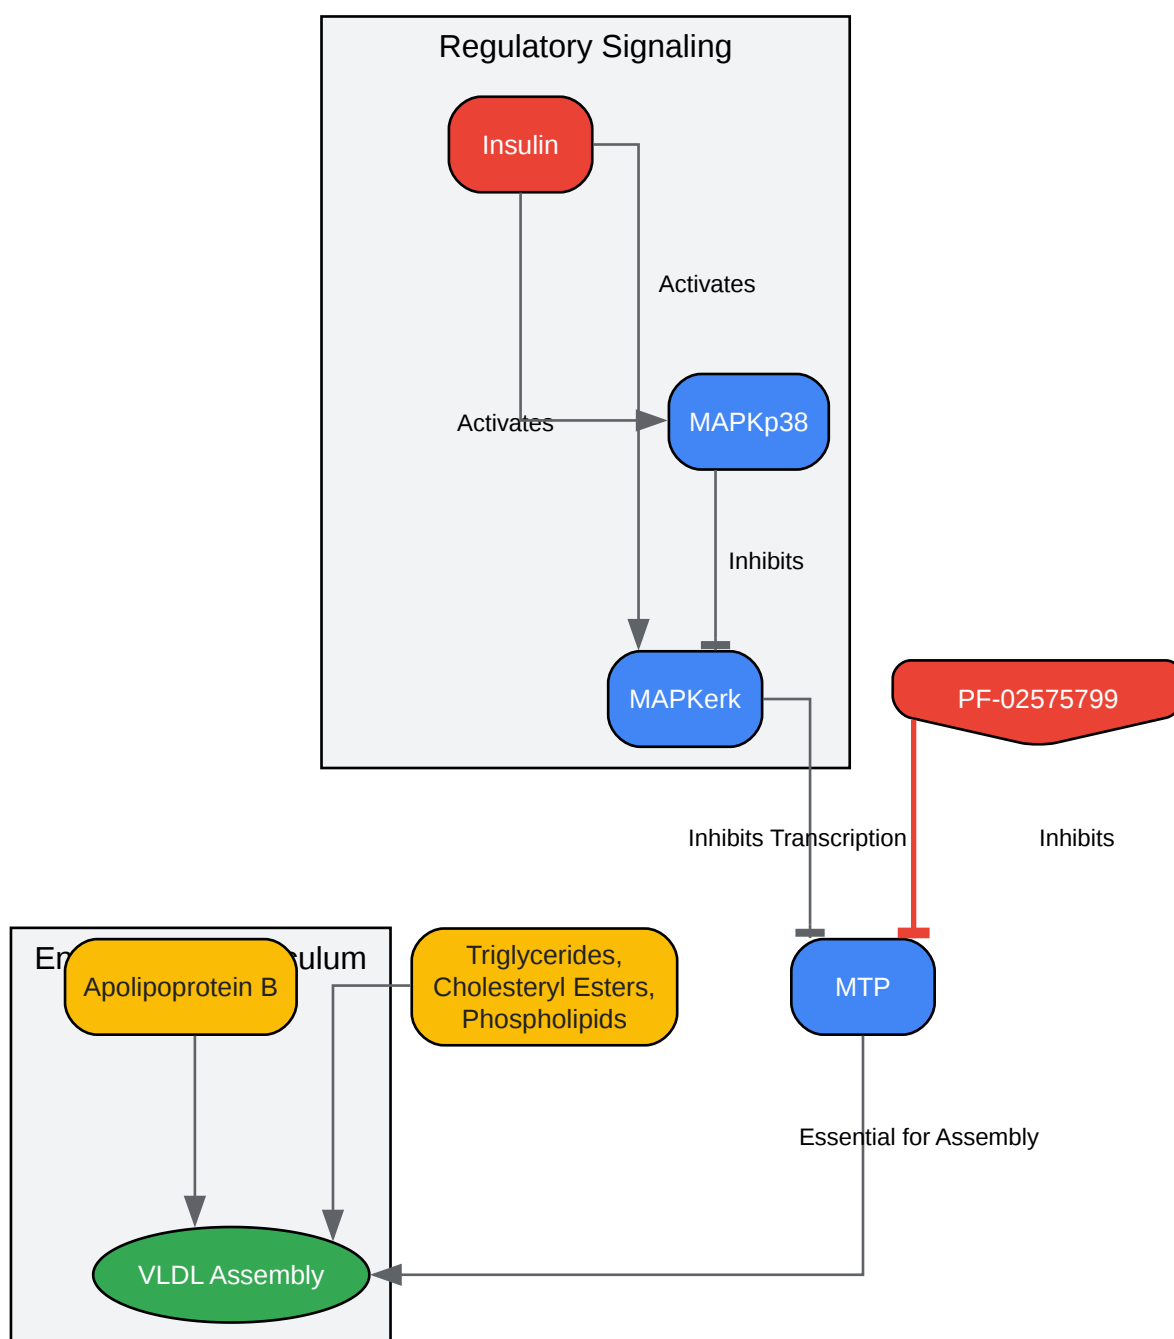 Regulatory Signaling
Insulin
Activates
Activates
MAPKp38
Inhibits
MAPKerk
PF-02575799
Inhibits Transcription
Inhibits
Apolipoprotein B
Triglycerides,
Cholesteryl Esters,
Phospholipids
MTP
Essential for Assembly
VLDL Assembly